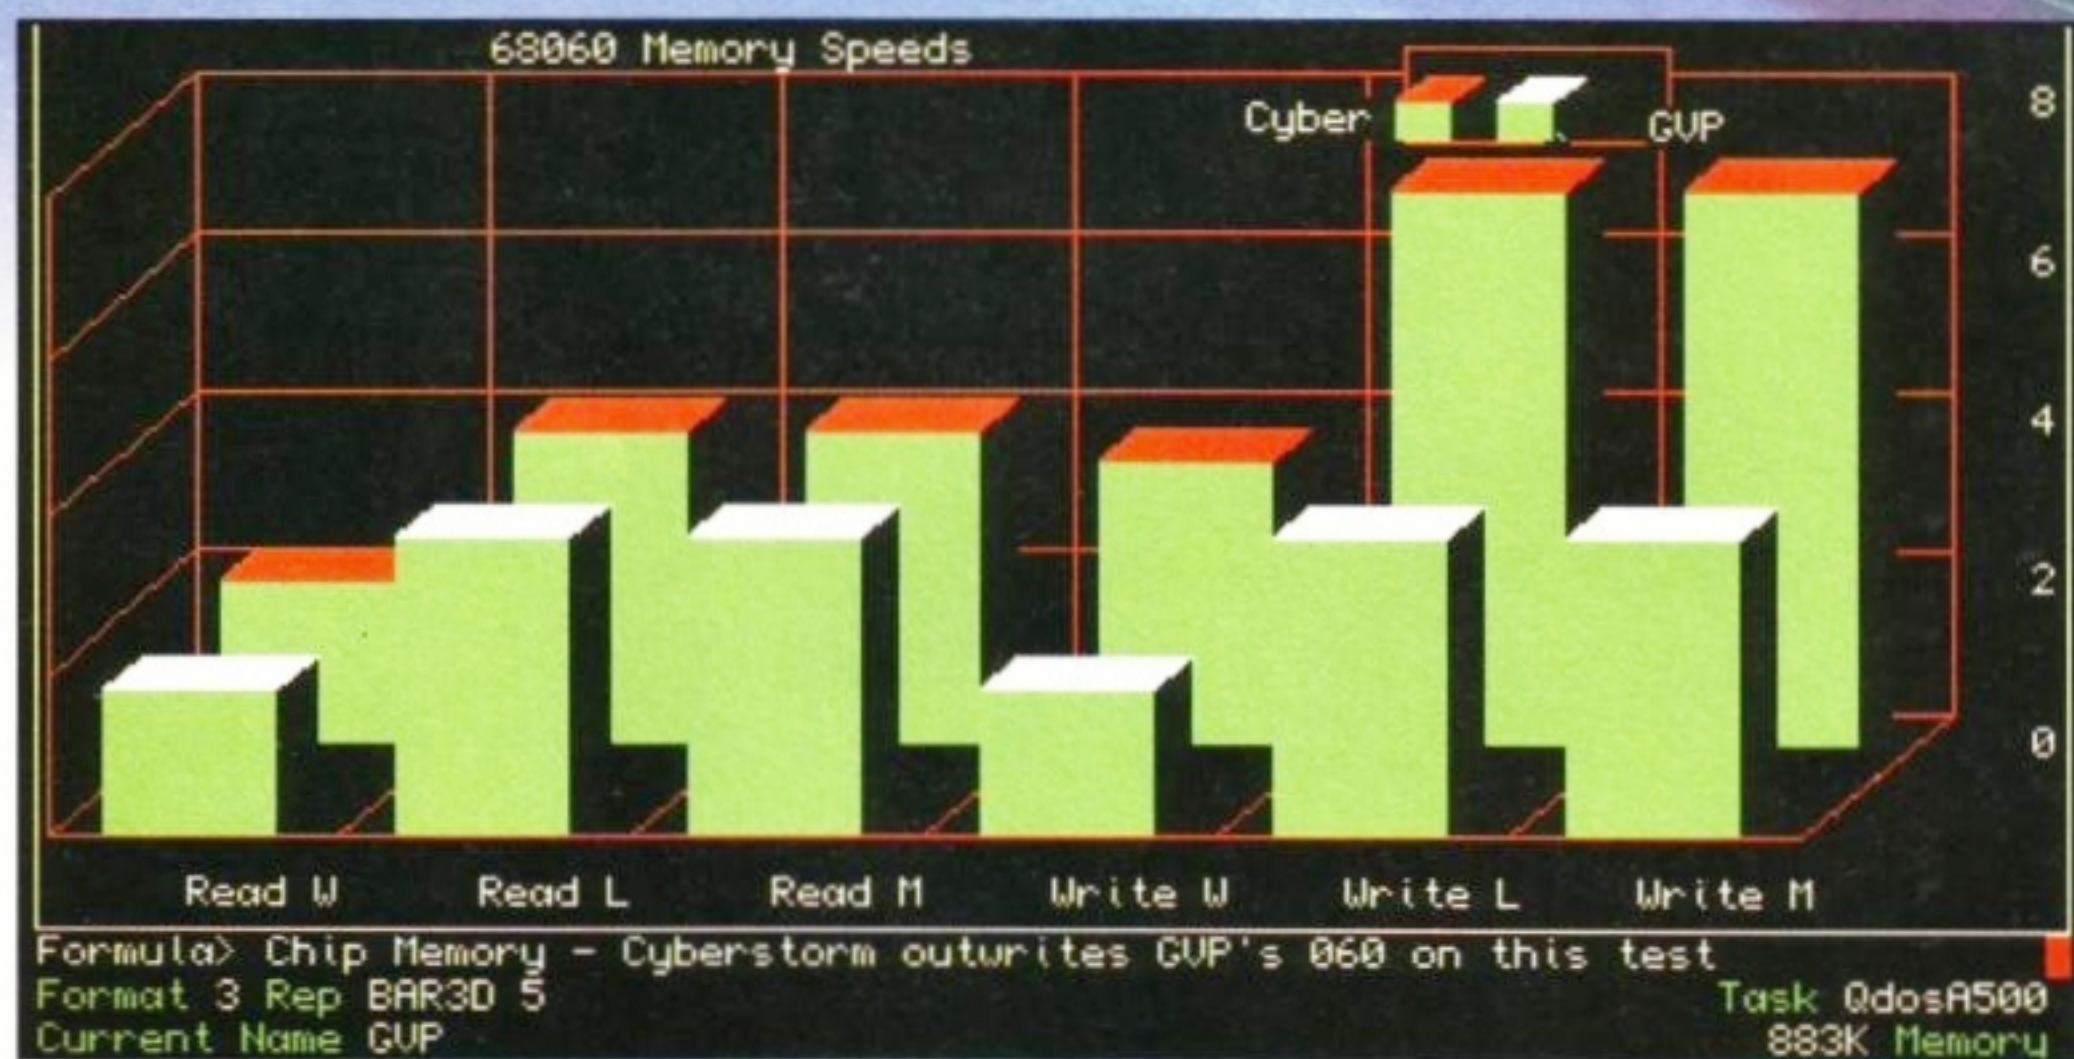 68060 Memory Speeds
Cyber GVP
8
6
4
2
0
Read W Read L Read M Write W Write L Write M
Formula> Chip Memory - Cyberstorm outwrites GVP's 060 on this test
Format 3 Rep BAR3D 5 Task QdosA500
Current Name GVP 883K Memory